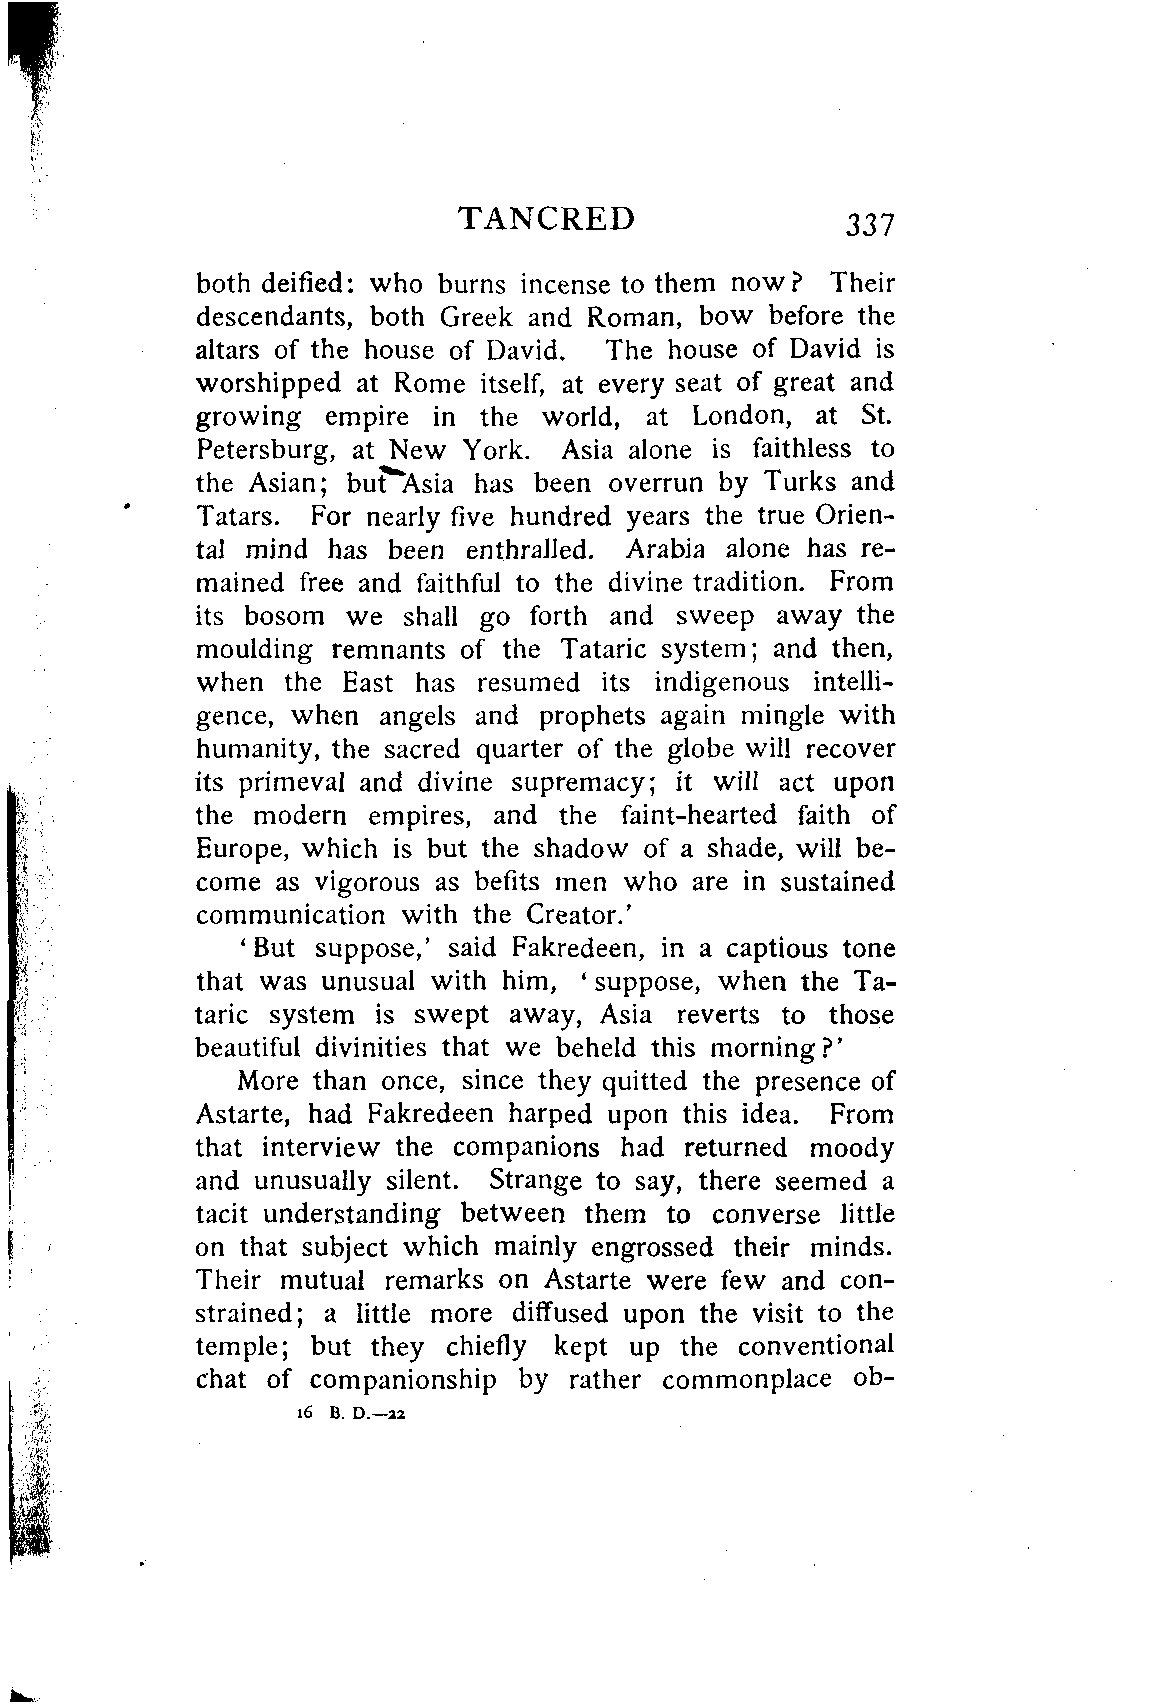 TANCRED 337
both deified: who burns incense to them now? Their
descendants, both Greek and Roman, bow before the
altars of the house of David. The house of David is
worshipped at Rome itself, at every seat of great and
growing empire in the world, at London, at St.
Petersburg, at New York. Asia alone is faithless to
the Asian; but Asia has been overrun by Turks and
Tatars. For nearly five hundred years the true Orien-
tal mind has been enthralled. Arabia alone has re-
mained free and faithful to the divine tradition. From
its bosom we shall go forth and sweep away the
moulding remnants of the Tataric system; and then,
when the East has resumed its indigenous intelli-
gence, when angels and prophets again mingle with
humanity, the sacred quarter of the globe will recover
its primeval and divine supremacy; it will act upon
the modern empires, and the faint-hearted faith of
Europe, which is but the shadow of a shade, will be-
come as vigorous as befits men who are in sustained
communication with the Creator.'
'But suppose,' said Fakredeen, in a captious tone
that was unusual with him, 'suppose, when the Ta-
taric system is swept away, Asia reverts to those
beautiful divinities that we beheld this morning?'
More than once, since they quitted the presence of
Astarte, had Fakredeen harped upon this idea. From
that interview the companions had returned moody
and unusually silent. Strange to say, there seemed a
tacit understanding between them to converse little
on that subject which mainly engrossed their minds.
Their mutual remarks on Astarte were few and con-
strained; a little more diffused upon the visit to the
temple; but they chiefly kept up the conventional
chat of companionship by rather commonplace ob-
16 B. D.—22